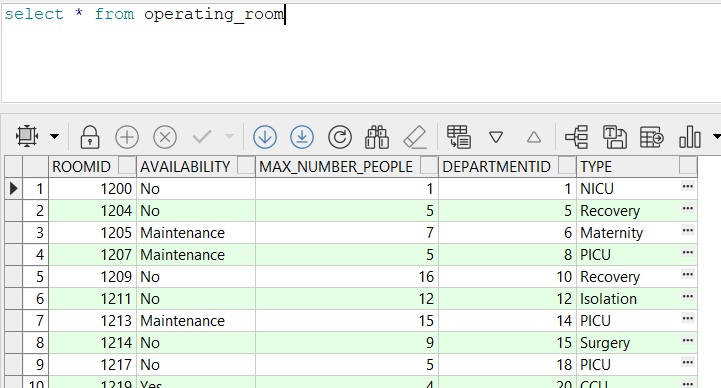 select * from operating_room
ROOMID AVAILABILITY MAX_NUMBER_PEOPLE DEPARTMENTID TYPE
1 1200 No 1 1 NICU ...
2 1204 No 5 5 Recovery ...
3 1205 Maintenance 7 6 Maternity ...
4 1207 Maintenance 5 8 PICU ...
5 1209 No 16 10 Recovery ...
6 1211 No 12 12 Isolation ...
7 1213 Maintenance 15 14 PICU ...
8 1214 No 9 15 Surgery ...
9 1217 No 5 18 PICU ...
10 1219 Yes 4 20 CCU ...